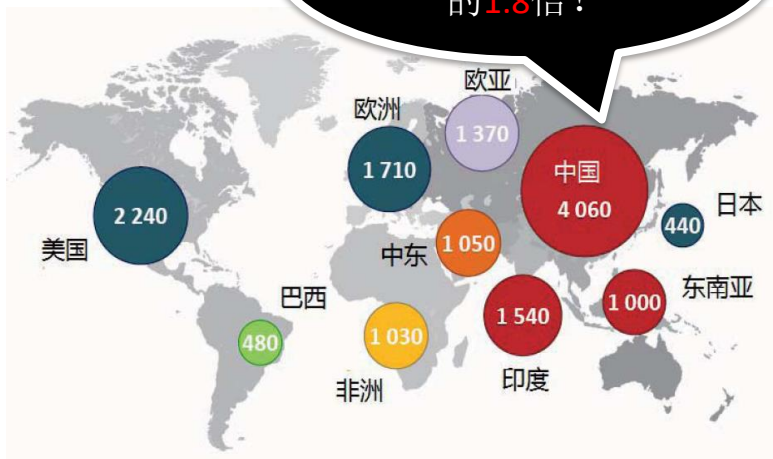 的1.8倍！
欧亚
欧洲
1 370
1 710
中国
4 060
2 240
日本
440
美国
中东
1 050
东南亚
1 000
巴西
480
1 030
1 540
非洲
印度